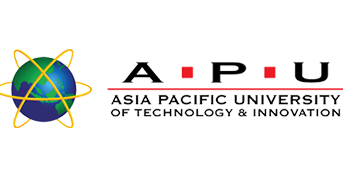 A·P·U
ASIA PACIFIC UNIVERSITY
OF TECHNOLOGY & INNOVATION